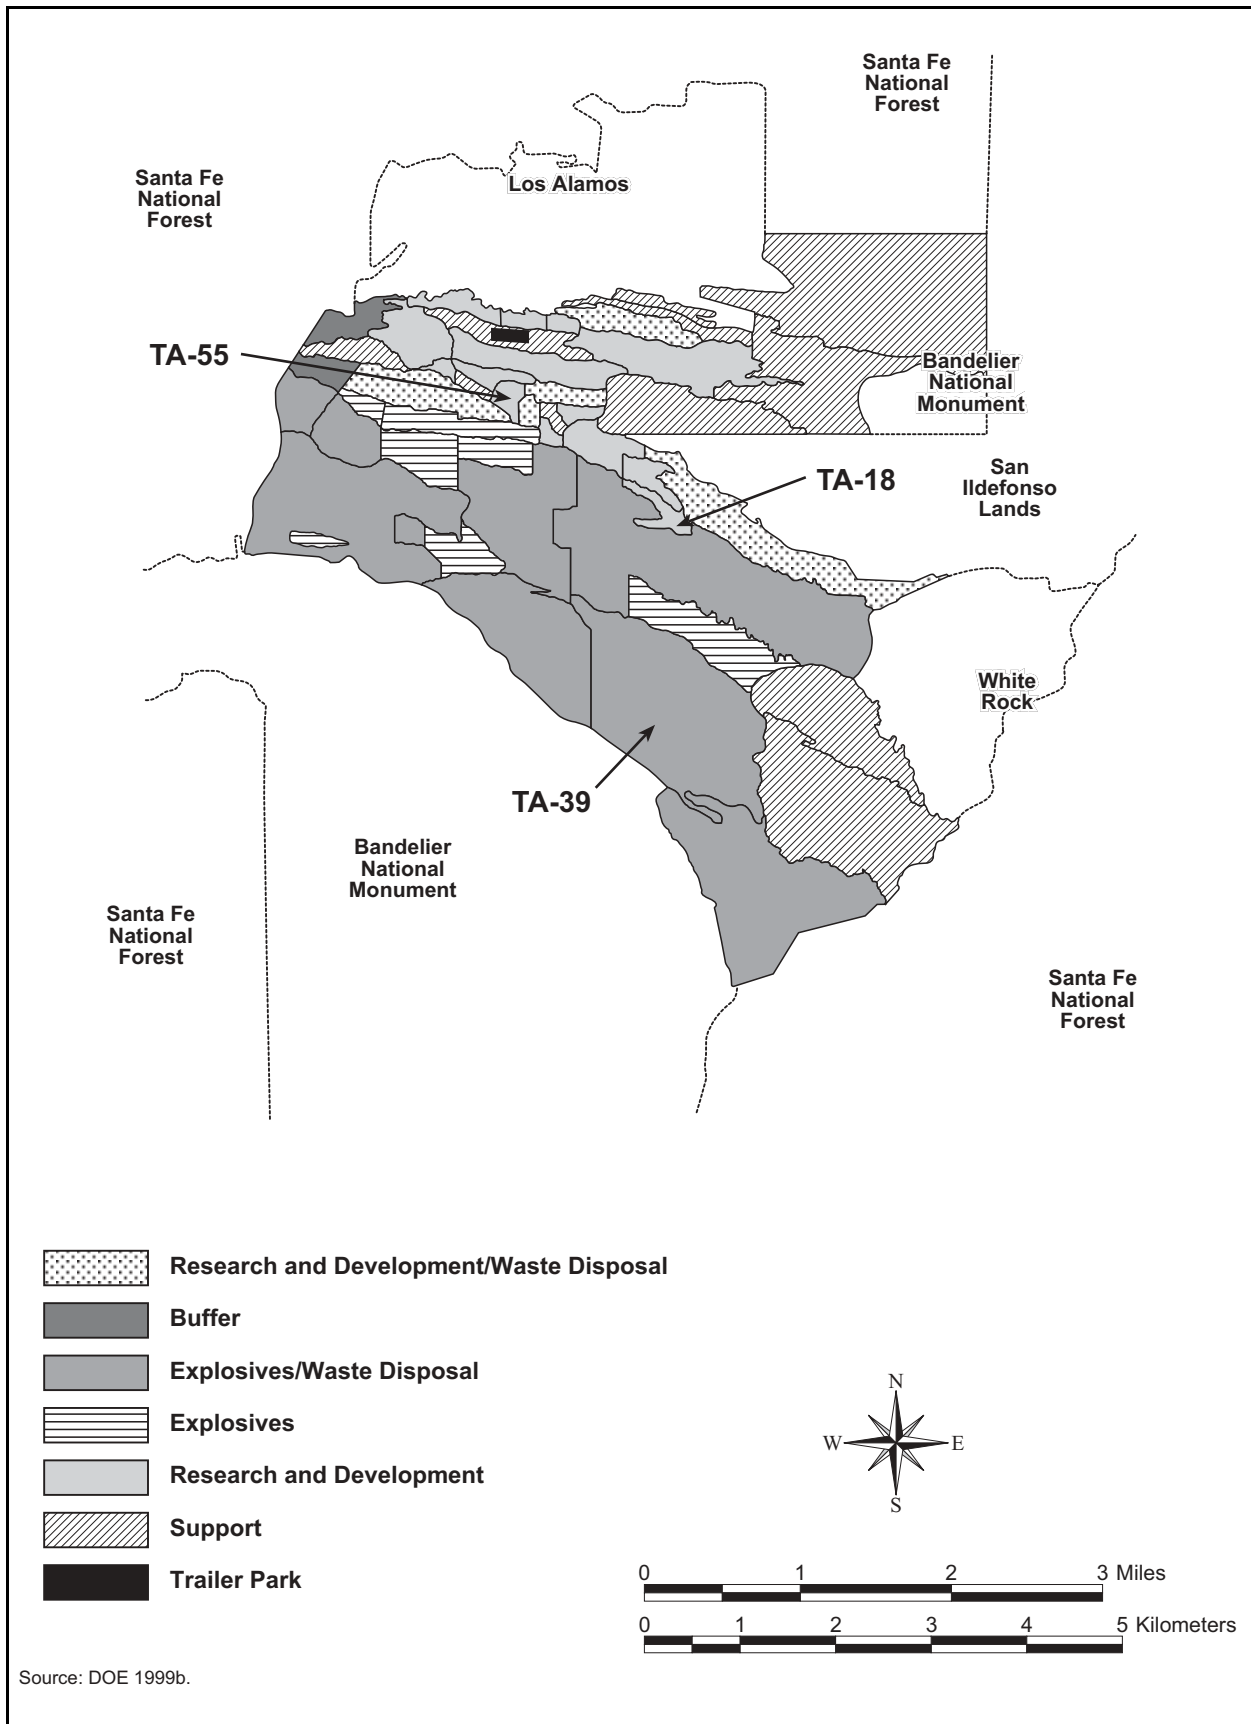 Santa Fe
National
Forest
Santa Fe
National
Forest
Los Alamos
TA-55
Bandelier
National
Monument
TA-18
San
Ildefonso
Lands
White
Rock
TA-39
Bandelier
National
Monument
Santa Fe
National
Forest
Santa Fe
National
Forest
Research and Development/Waste Disposal
Buffer
Explosives/Waste Disposal
Explosives
Research and Development
Support
Trailer Park
N
W E
S
0 1 2 3 Miles
0 1 2 3 4 5 Kilometers
Source: DOE 1999b.